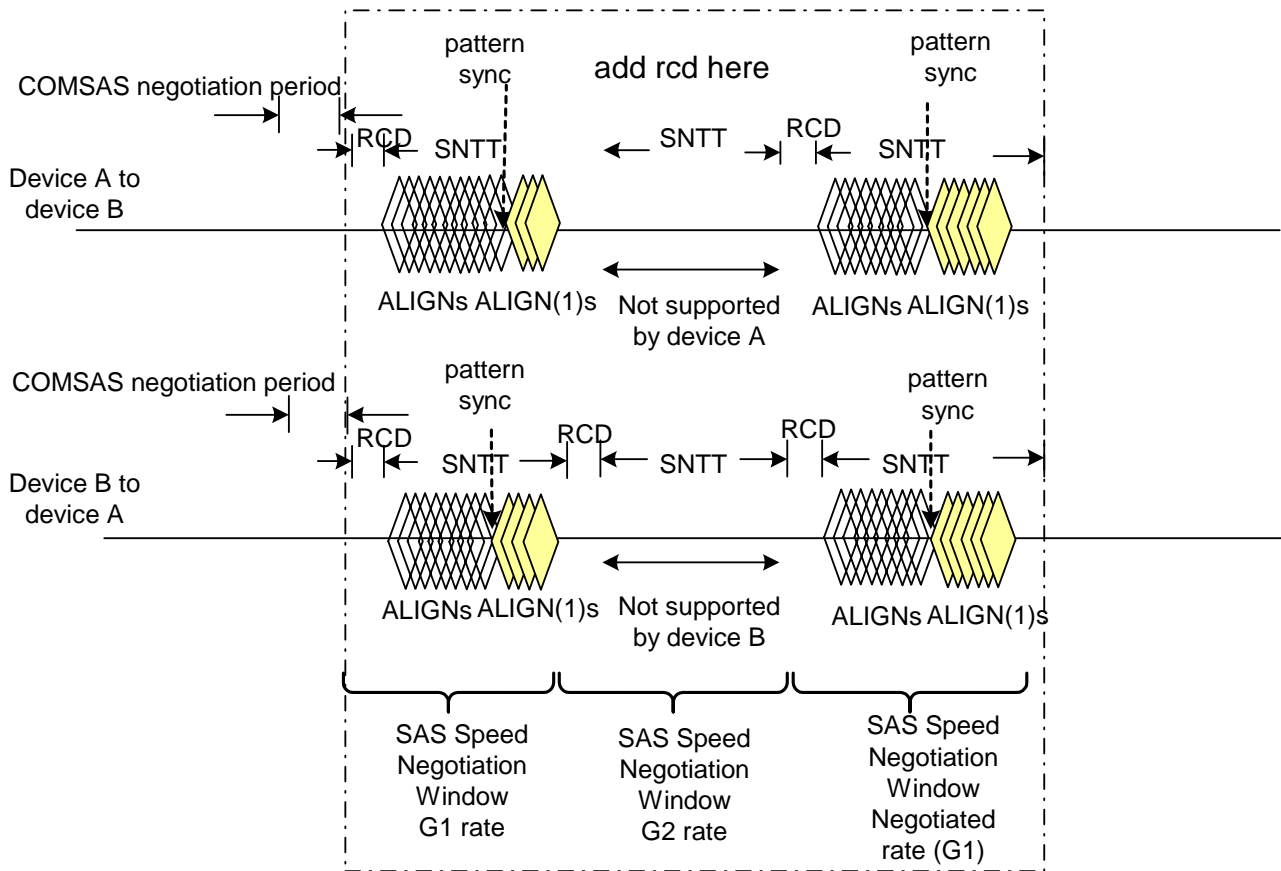 pattern
sync
add rcd here
pattern
sync
COMSAS negotiation period
RCD
SNTT
SNTT
RCD
SNTT
Device A to
device B
ALIGNs ALIGN(1)s
Not supported
by device A
ALIGNs ALIGN(1)s
COMSAS negotiation period
pattern
sync
pattern
sync
RCD
SNTT
RCD
SNTT
RCD
SNTT
Device B to
device A
ALIGNs ALIGN(1)s
Not supported
by device B
ALIGNs ALIGN(1)s
SAS Speed
Negotiation
Window
G1 rate
SAS Speed
Negotiation
Window
G2 rate
SAS Speed
Negotiation
Window
Negotiated
rate (G1)